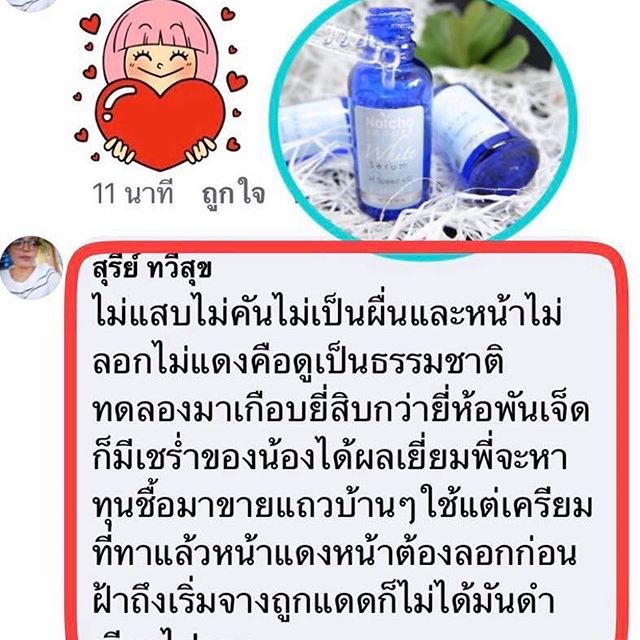 11 นาที ถูกใจ
Natcha
White
Serum
สุรีย์ ทวีสุข
ไม่แสบไม่คันไม่เป็นผื่นและหน้าไม่
ลอกไม่แดงคือดูเป็นธรรมชาติ
ทดลองมาเกือบยี่สิบกว่ายี่ห้อพันเจ็ด
ก็มีเชร่ำของน้องได้ผลเยี่ยมพี่จะหา
ทุนชื้อมาขายแถวบ้านๆใช้แต่เครียม
ที่ทาแล้วหน้าแดงหน้าต้องลอกก่อน
ฝ้าถึงเริ่มจางถูกแดดก็ไม่ได้มันดำ